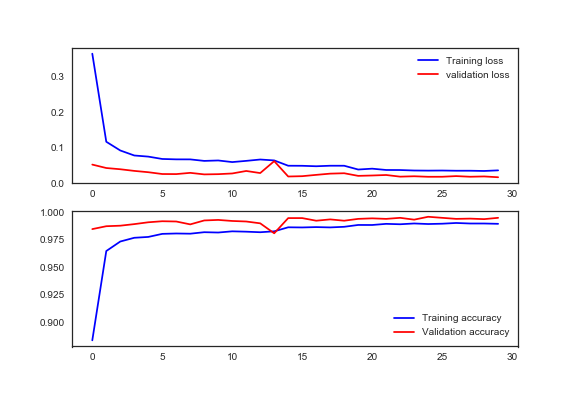 0.3
0.2
0.1
0.0
Training loss
validation loss
0 5 10 15 20 25 30
1.000
0.975
0.950
0.925
0.900
Training accuracy
Validation accuracy
0 5 10 15 20 25 30